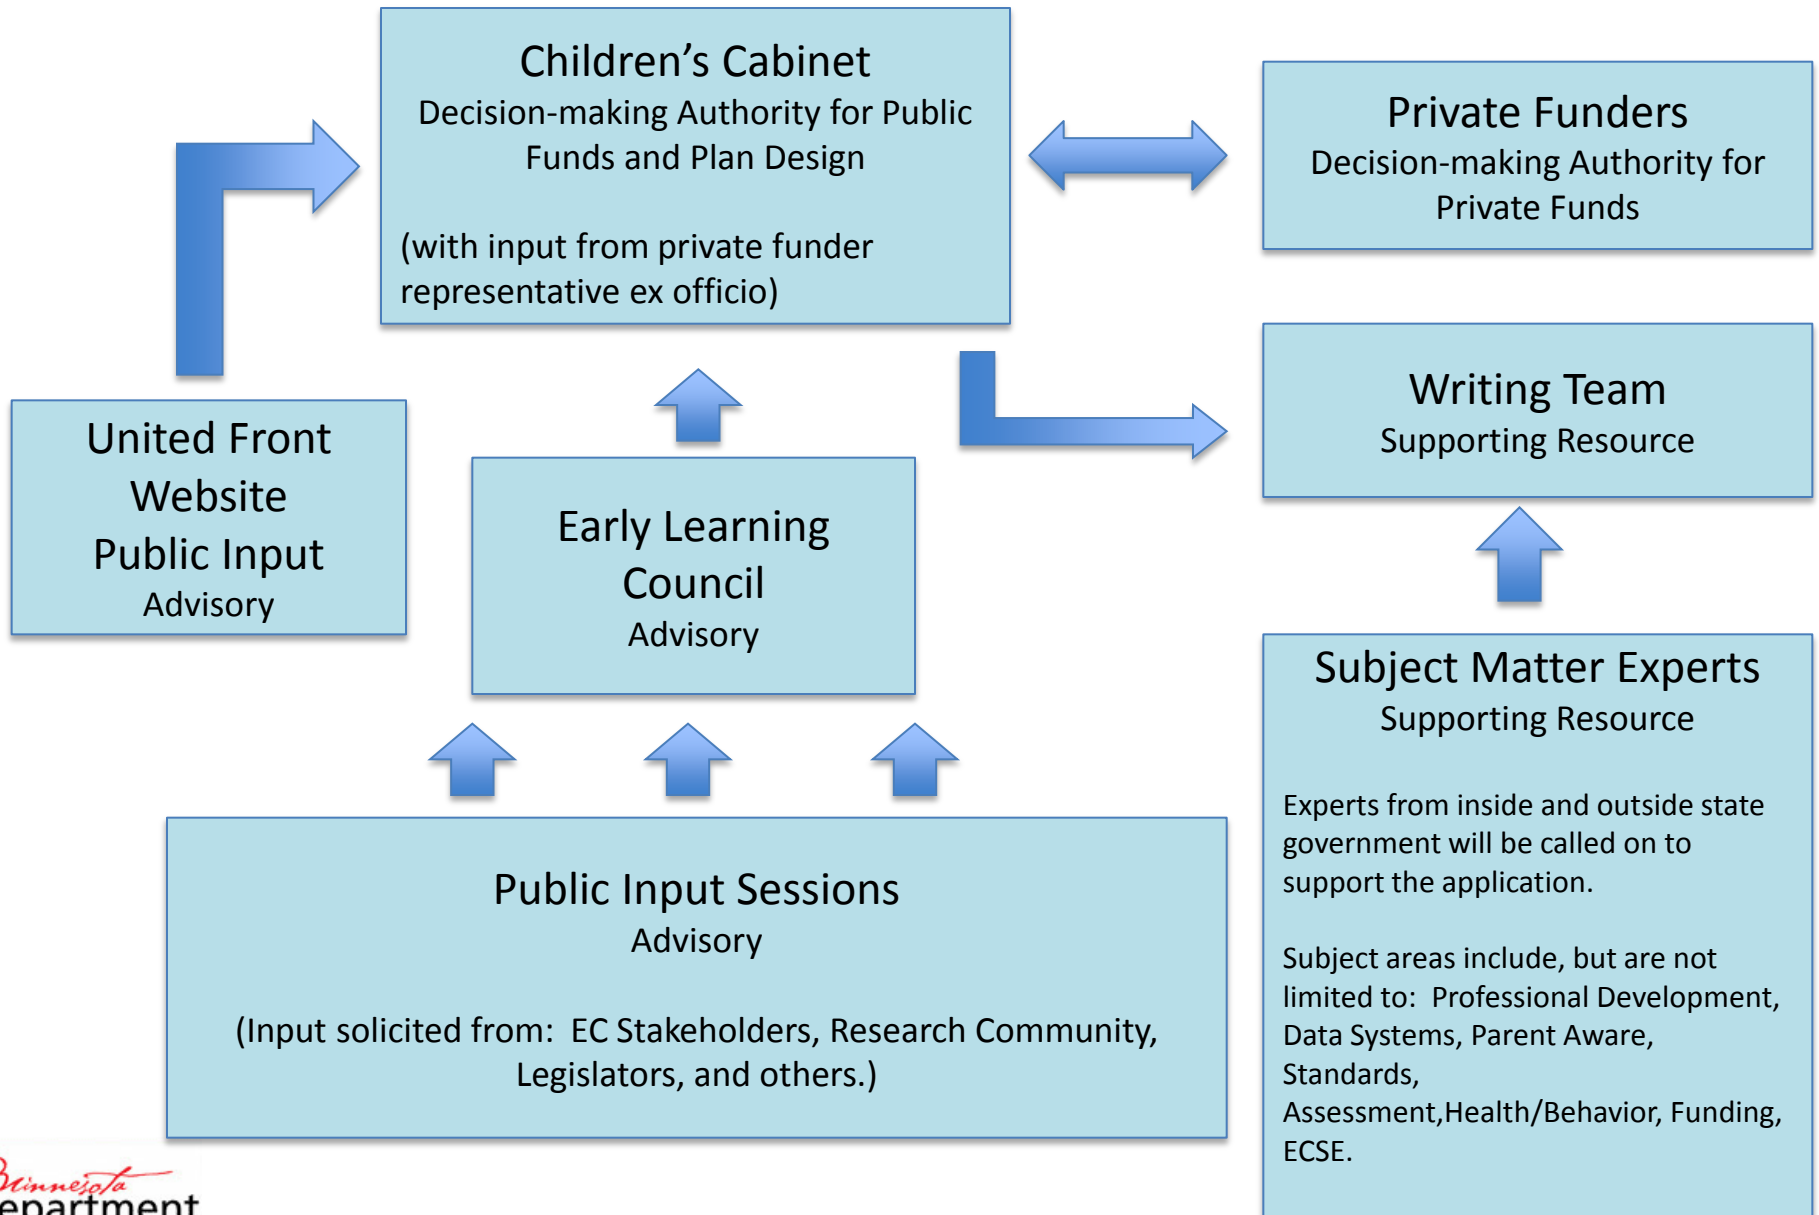 Children’s Cabinet
Decision-making Authority for Public
Funds and Plan Design
(with input from private funder
representative ex officio)
Private Funders
Decision-making Authority for
Private Funds
United Front
Website
Public Input
Advisory
Early Learning
Council
Advisory
Writing Team
Supporting Resource
Public Input Sessions
Advisory
(Input solicited from:  EC Stakeholders, Research Community,
Legislators, and others.)
Subject Matter Experts
Supporting Resource
Experts from inside and outside state
government will be called on to
support the application.
Subject areas include, but are not
limited to:  Professional Development,
Data Systems, Parent Aware,
Standards,
Assessment,Health/Behavior, Funding,
ECSE.
Minnesota
epartment